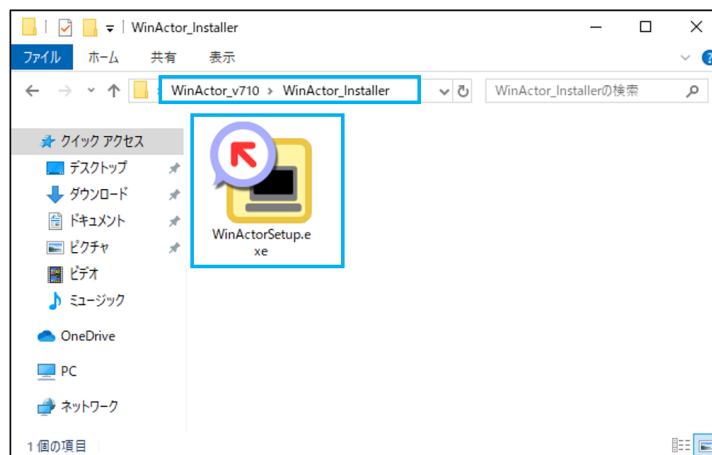 WinActor_Installer
ファイル ホーム 共有 表示
WinActor_v710 > WinActor_Installer
WinActor_Installerの検索
クイック アクセス
デスクトップ
ダウンロード
ドキュメント
ピクチャ
ビデオ
ミュージック
OneDrive
PC
ネットワーク
WinActorSetup.e
xe
1 個の項目